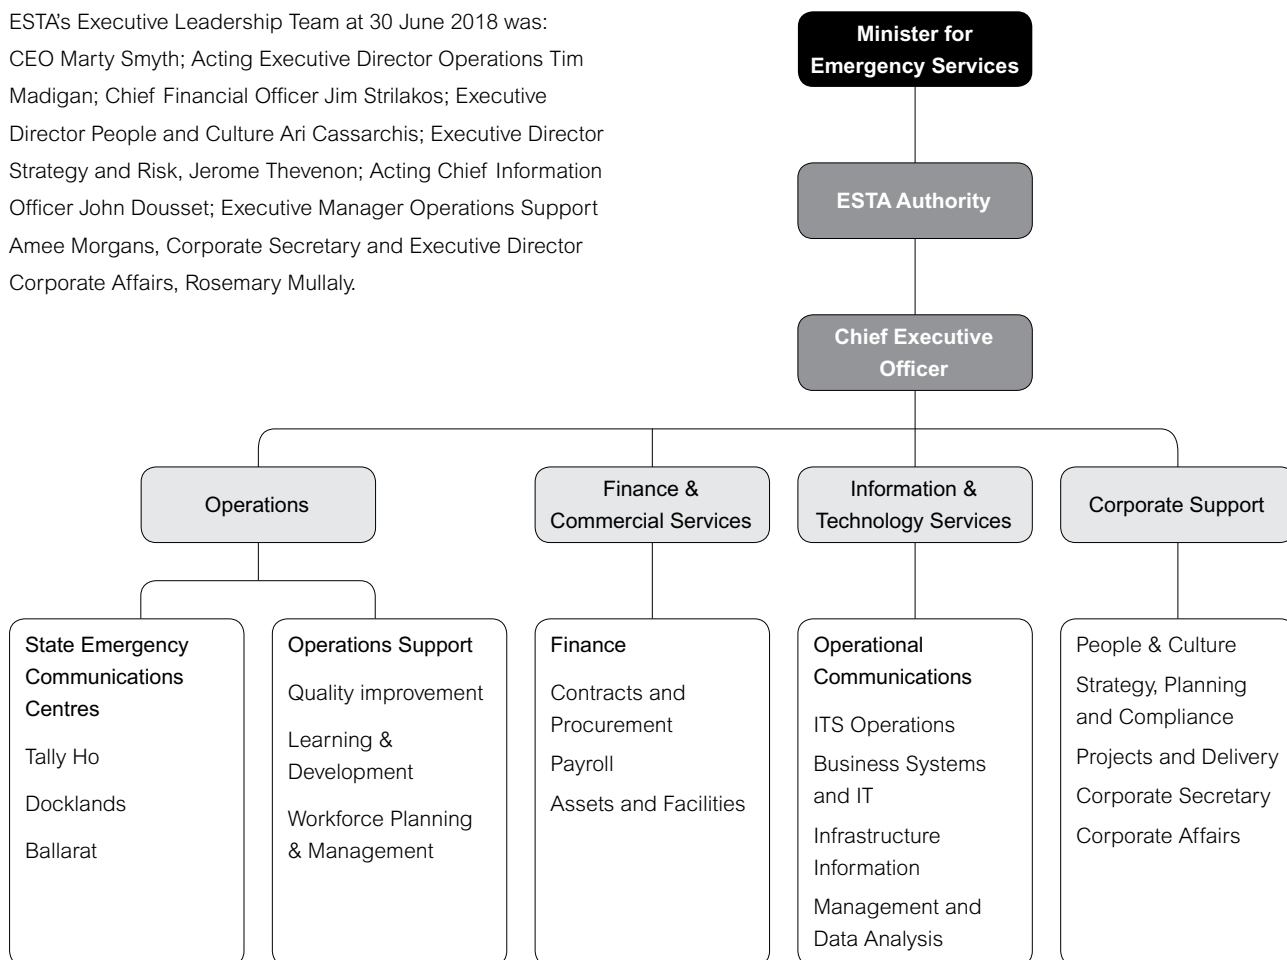 ESTA's Executive Leadership Team at 30 June 2018 was:
CEO Marty Smyth; Acting Executive Director Operations Tim
Madigan; Chief Financial Officer Jim Strilakos; Executive
Director People and Culture Ari Cassarchis; Executive Director
Strategy and Risk, Jerome Thevenon; Acting Chief Information
Officer John Dousset; Executive Manager Operations Support
Amee Morgans, Corporate Secretary and Executive Director
Corporate Affairs, Rosemary Mullaly.
Minister for
Emergency Services
ESTA Authority
Chief Executive
Officer
Operations
Finance &
Commercial Services
Information &
Technology Services
Corporate Support
State Emergency
Communications
Centres
Tally Ho
Docklands
Ballarat
Operations Support
Quality improvement
Learning &
Development
Workforce Planning
& Management
Finance
Contracts and
Procurement
Payroll
Assets and Facilities
Operational
Communications
ITS Operations
Business Systems
and IT
Infrastructure
Information
Management and
Data Analysis
People & Culture
Strategy, Planning
and Compliance
Projects and Delivery
Corporate Secretary
Corporate Affairs